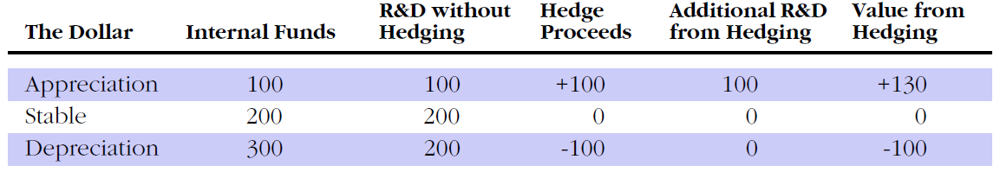 R&D without Hedge Additional R&D Value from
The Dollar Internal Funds Hedging Proceeds from Hedging Hedging
Appreciation 100 100 +100 100 +130
Stable 200 200 0 0 0
Depreciation 300 200 -100 0 -100